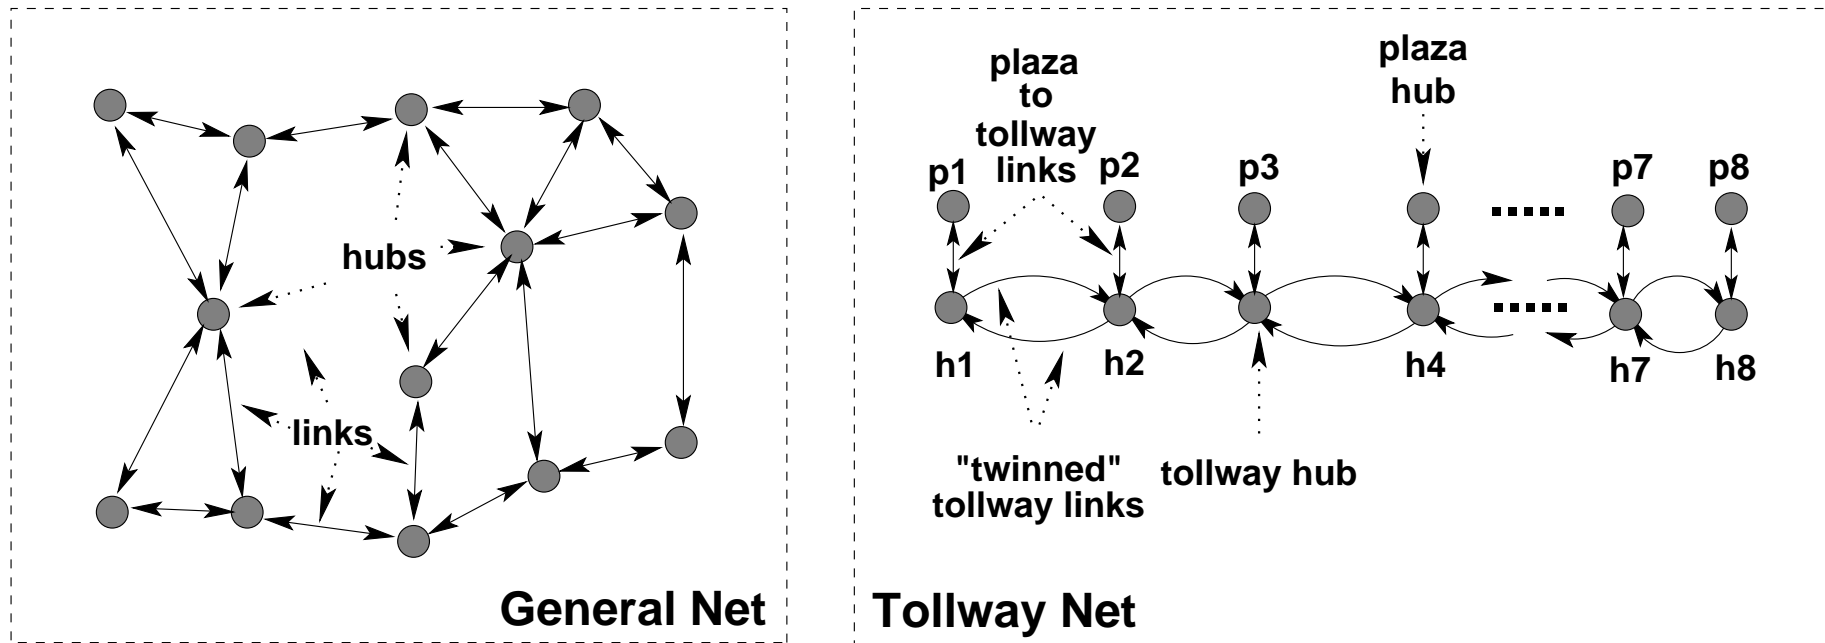 hubs
links
General Net
plaza
to
tollway
links
plaza
hub
p1
p2
p3
p7
p8
h1
h2
h4
h7
h8
"twinned"
tollway links
tollway hub
Tollway Net